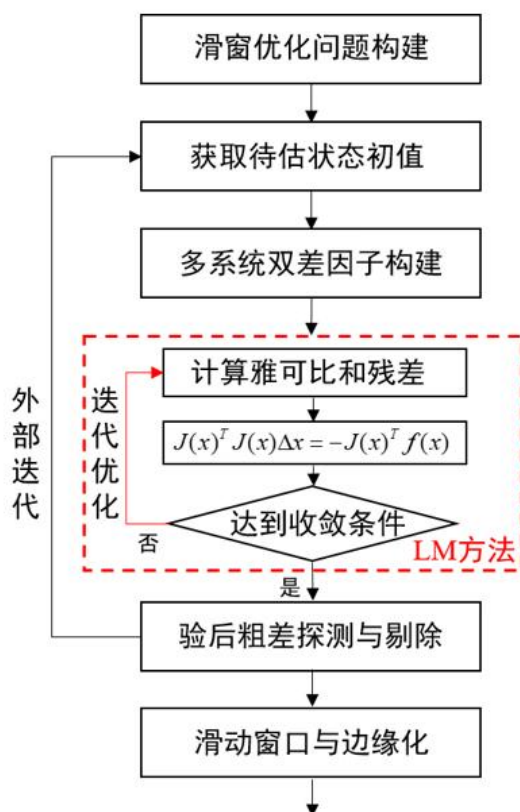 滑窗优化问题构建
获取待估状态初值
多系统双差因子构建
外部迭代
迭代优化
计算雅可比和残差
J(x)^T J(x)Δx = -J(x)^T f(x)
达到收敛条件
否
LM方法
是
验后粗差探测与剔除
滑动窗口与边缘化